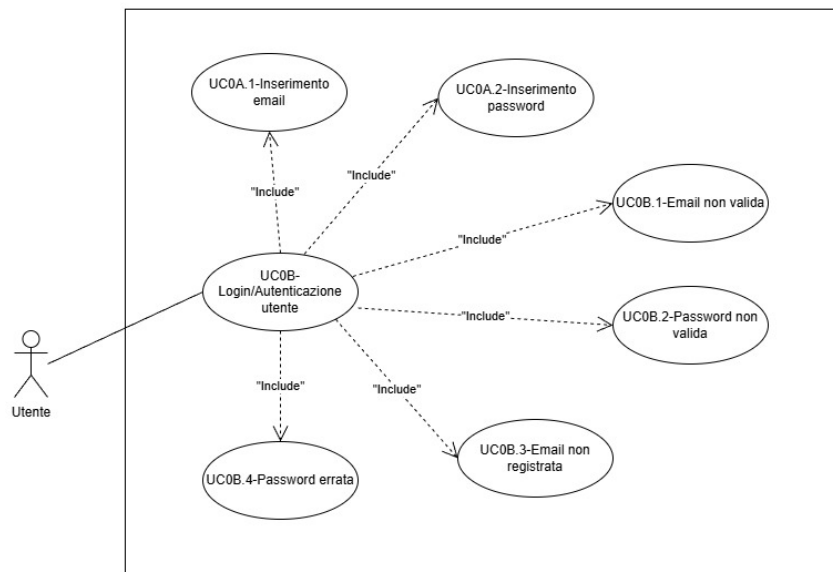 UC0A.1-Inserimento
email
UC0A.2-Inserimento
password
"Include"
"Include"
UC0B.1-Email non valida
"Include"
UC0B-
Login/Autenticazione
utente
"Include"
UC0B.2-Password non
valida
Utente
"Include"
"Include"
UC0B.3-Email non
registrata
UC0B.4-Password errata